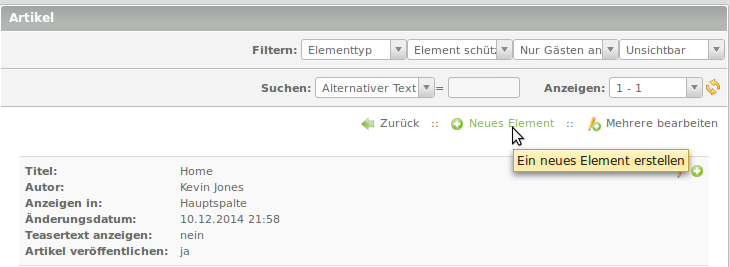 Artikel
Filtern: Elementtyp Element schütz Nur Gästen an Unsichtbar
Suchen: Alternativer Text = Anzeigen: 1 - 1
Zurück :: Neues Element :: Mehrere bearbeiten
Ein neues Element erstellen
Titel: Home
Autor: Kevin Jones
Anzeigen in: Hauptspalte
Änderungsdatum: 10.12.2014 21:58
Teasertext anzeigen: nein
Artikel veröffentlichen: ja